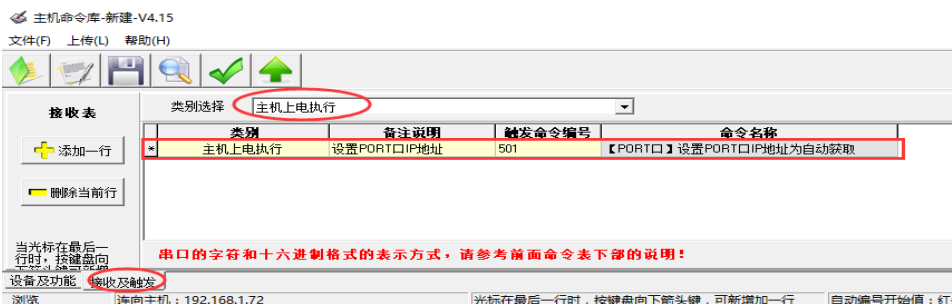 主机命令库-新建-V4.15
文件(F) 上传(L) 帮助(H)
接收表
类别选择 主机上电执行
类别 备注说明 触发命令编号 命令名称
* 主机上电执行 设置PORT口IP地址 501 【PORT口】设置PORT口IP地址为自动获取
添加一行
删除当前行
当光标在最后一
行时，按键盘向
串口的字符和十六进制格式的表示方式，请参考前面命令表下部的说明！
设备及功能 接收及触发
浏览 连向主机：192.168.1.72 光标在最后一行时，按键盘向下箭头键，可新增加一行 自动编号开始值：红